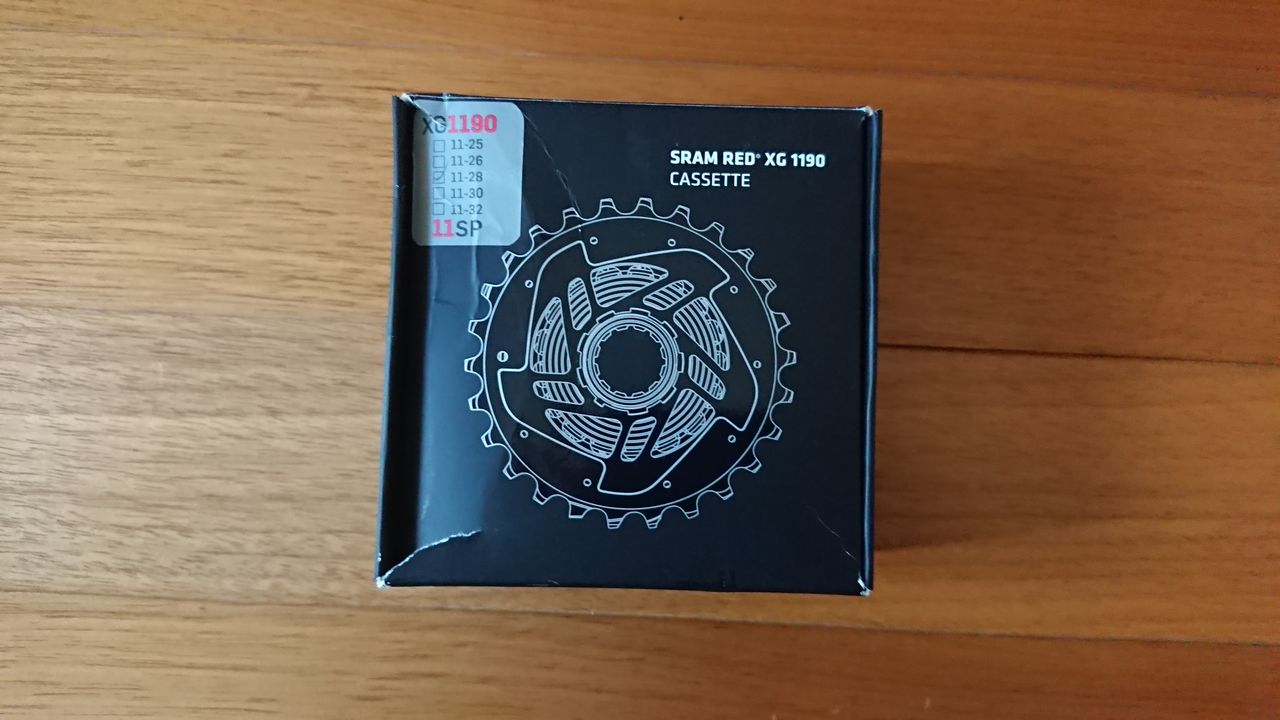 XG1190
11-25
11-26
11-28
11-30
11-32
11SP
SRAM RED® XG 1190
CASSETTE